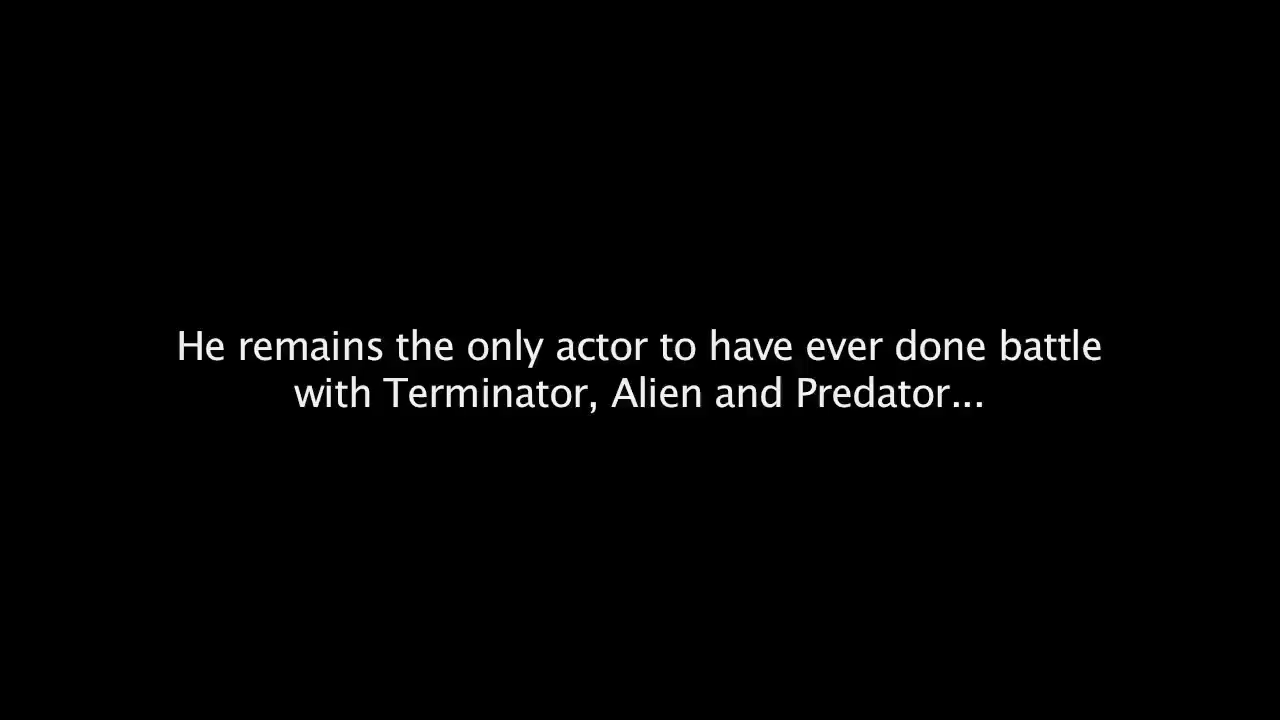 He remains the only actor to have ever done battle
with Terminator, Alien and Predator...